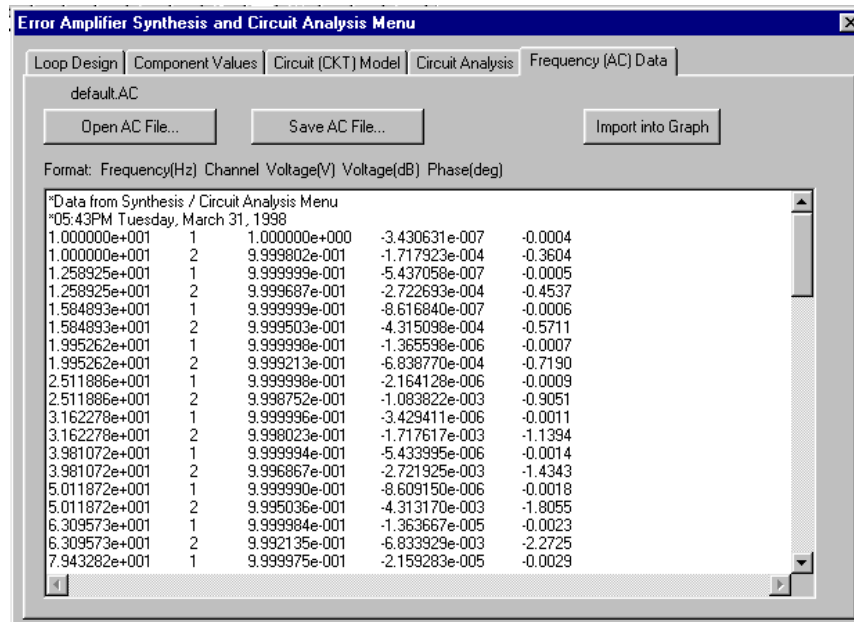 Error Amplifier Synthesis and Circuit Analysis Menu
Loop Design Component Values Circuit (CKT) Model Circuit Analysis Frequency (AC) Data
default.AC
Open AC File... Save AC File... Import into Graph
Format: Frequency(Hz) Channel Voltage(V) Voltage(dB) Phase(deg)
*Data from Synthesis / Circuit Analysis Menu
*05:43PM Tuesday, March 31, 1998
1.000000e+001 1 1.000000e+000 -3.430631e-007 -0.0004
1.000000e+001 2 9.999802e-001 -1.717923e-004 -0.3604
1.258925e+001 1 9.999999e-001 -5.437058e-007 -0.0005
1.258925e+001 2 9.999687e-001 -2.722693e-004 -0.4537
1.584893e+001 1 9.999999e-001 -8.616840e-007 -0.0006
1.584893e+001 2 9.999503e-001 -4.315098e-004 -0.5711
1.995262e+001 1 9.999998e-001 -1.365598e-006 -0.0007
1.995262e+001 2 9.999213e-001 -6.838770e-004 -0.7190
2.511886e+001 1 9.999998e-001 -2.164128e-006 -0.0009
2.511886e+001 2 9.998752e-001 -1.083822e-003 -0.9051
3.162278e+001 1 9.999996e-001 -3.429411e-006 -0.0011
3.162278e+001 2 9.998023e-001 -1.717617e-003 -1.1394
3.981072e+001 1 9.999994e-001 -5.433995e-006 -0.0014
3.981072e+001 2 9.996867e-001 -2.721925e-003 -1.4343
5.011872e+001 1 9.999990e-001 -8.609150e-006 -0.0018
5.011872e+001 2 9.995036e-001 -4.313170e-003 -1.8055
6.309573e+001 1 9.999984e-001 -1.363667e-005 -0.0023
6.309573e+001 2 9.992135e-001 -6.833929e-003 -2.2725
7.943282e+001 1 9.999975e-001 -2.159283e-005 -0.0029